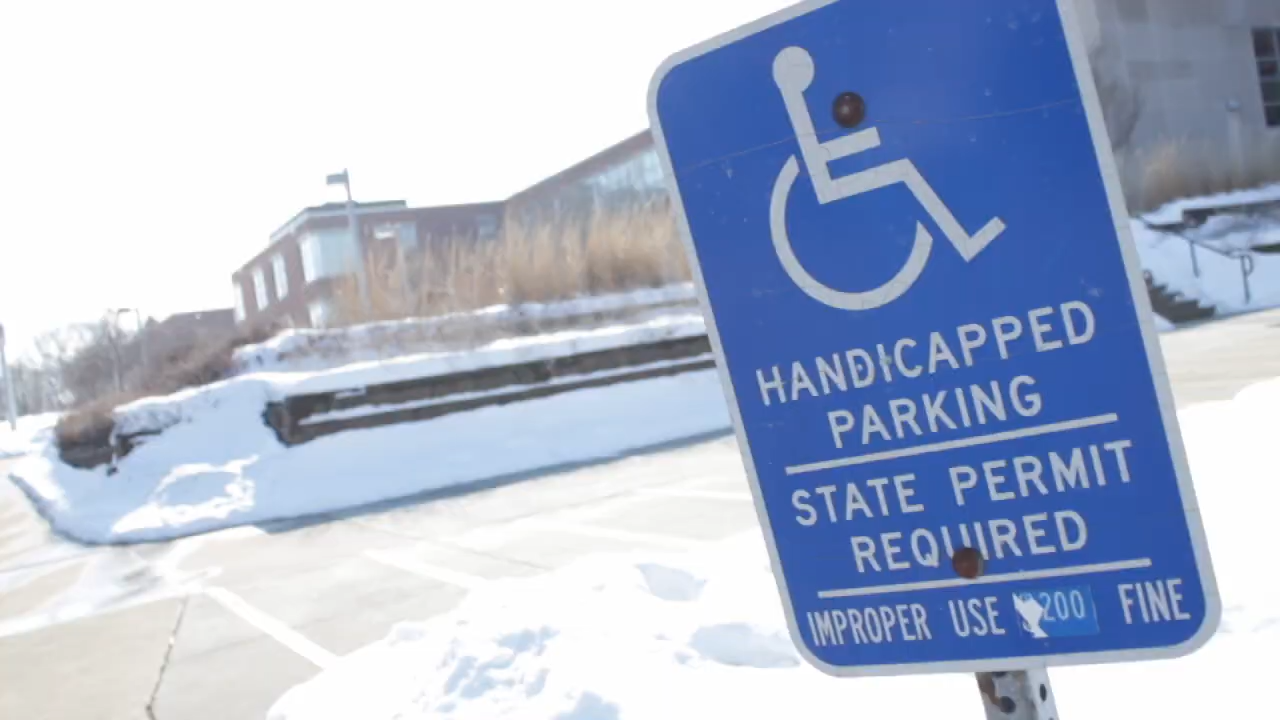 HANDICAPPED
PARKING
STATE PERMIT
REQUIRED
IMPROPER USE $200 FINE